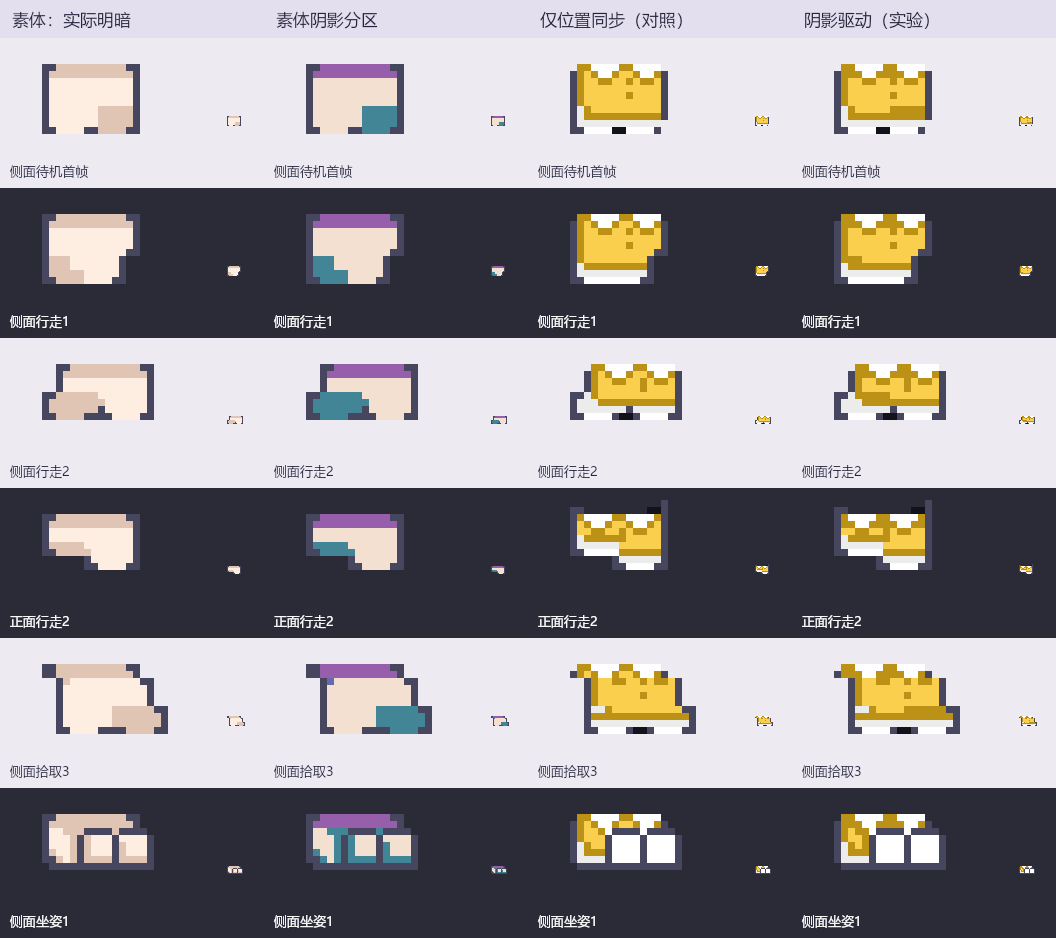 素体：实际明暗 素体阴影分区 仅位置同步（对照） 阴影驱动（实验）
侧面待机首帧 侧面待机首帧 侧面待机首帧 侧面待机首帧
侧面行走1 侧面行走1 侧面行走1 侧面行走1
侧面行走2 侧面行走2 侧面行走2 侧面行走2
正面行走2 正面行走2 正面行走2 正面行走2
侧面拾取3 侧面拾取3 侧面拾取3 侧面拾取3
侧面坐姿1 侧面坐姿1 侧面坐姿1 侧面坐姿1